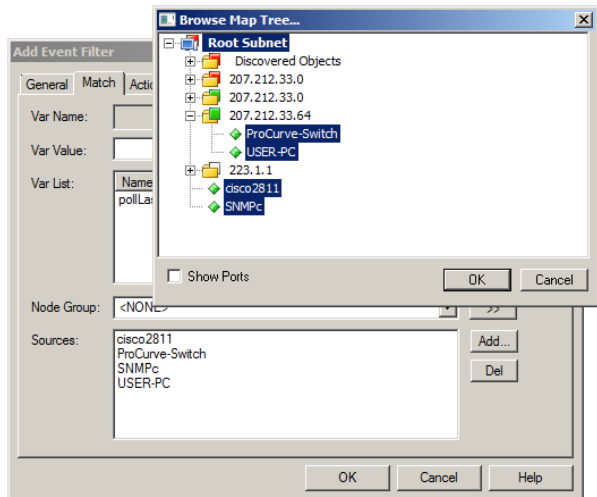 Browse Map Tree...
Root Subnet
Discovered Objects
207.212.33.0
207.212.33.0
207.212.33.64
ProCurve-Switch
USER-PC
223.1.1
cisco2811
SNMPc
Show Ports
OK Cancel
Add Event Filter
General Match Actio
Var Name:
Var Value:
Var List:
Name
pollLas
Node Group: <NONE> >>
Sources:
cisco2811
ProCurve-Switch
SNMPc
USER-PC
Add...
Del
OK Cancel Help